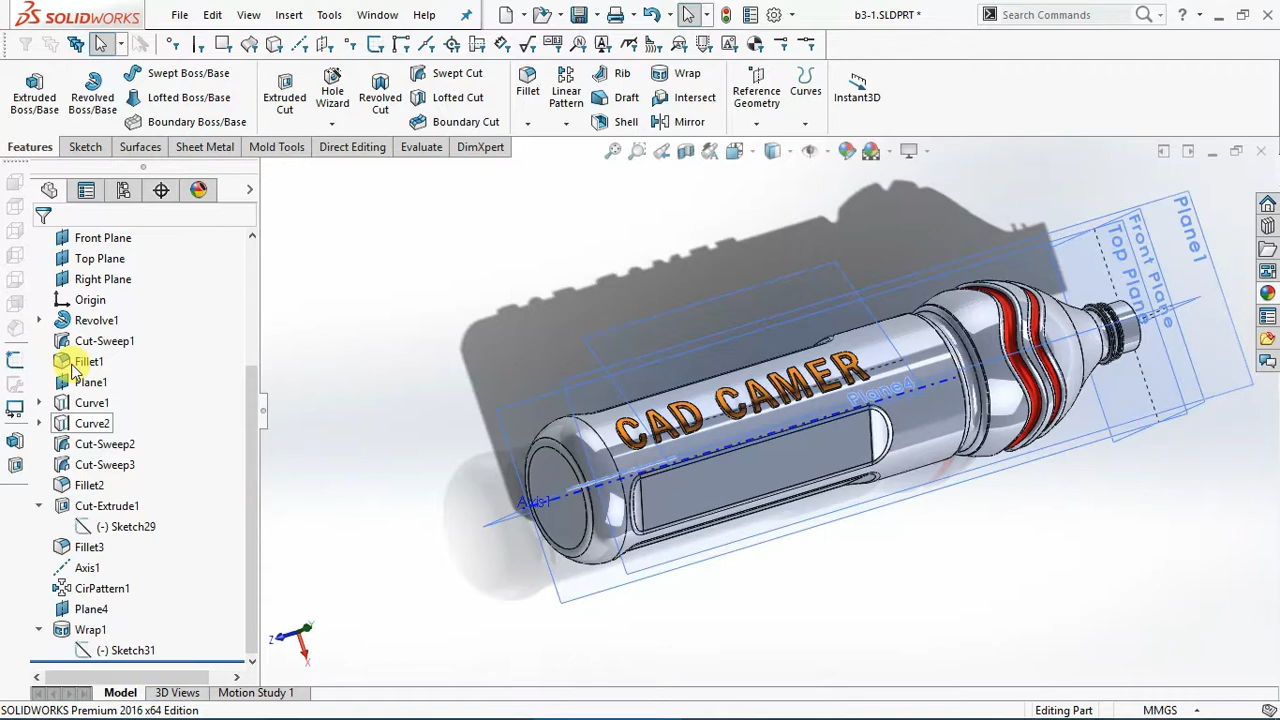 SOLIDWORKS File Edit View Insert Tools Window Help b3-1.SLDPRT * Search Commands ?
Extruded Boss/Base
Revolved Boss/Base
Swept Boss/Base
Lofted Boss/Base
Boundary Boss/Base
Extruded Cut
Hole Wizard
Revolved Cut
Swept Cut
Lofted Cut
Boundary Cut
Fillet
Linear Pattern
Rib
Draft
Shell
Wrap
Intersect
Mirror
Reference Geometry
Curves
Instant3D
Features Sketch Surfaces Sheet Metal Mold Tools Direct Editing Evaluate DimXpert
Front Plane
Top Plane
Right Plane
Origin
Revolve1
Cut-Sweep1
Fillet1
Plane1
Curve1
Curve2
Cut-Sweep2
Cut-Sweep3
Fillet2
Cut-Extrude1
(-) Sketch29
Fillet3
Axis1
CirPattern1
Plane4
Wrap1
(-) Sketch31
Plane1
Front Plane
Top Plane
CAD CAMER
Plane4
Axis1
Z
Y
X
Model 3D Views Motion Study 1
SOLIDWORKS Premium 2016 x64 Edition Editing Part MMGS